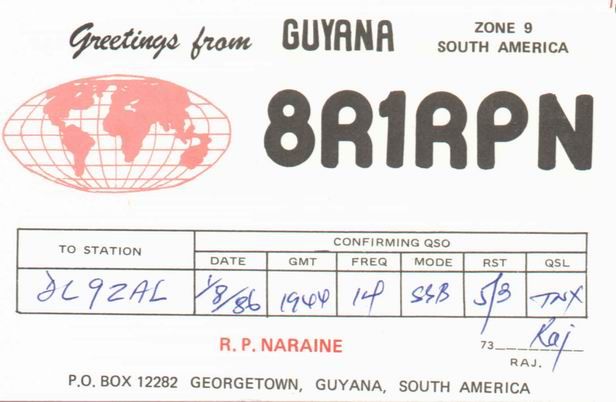 Greetings from GUYANA
ZONE 9
SOUTH AMERICA
8R1RPN
TO STATION
CONFIRMING QSO
DATE GMT FREQ MODE RST QSL
DL9ZAL 1/8/86 1944 14 SSB 5/3 TNX
R. P. NARAINE
73 Raj
RAJ.
P.O. BOX 12282 GEORGETOWN, GUYANA, SOUTH AMERICA